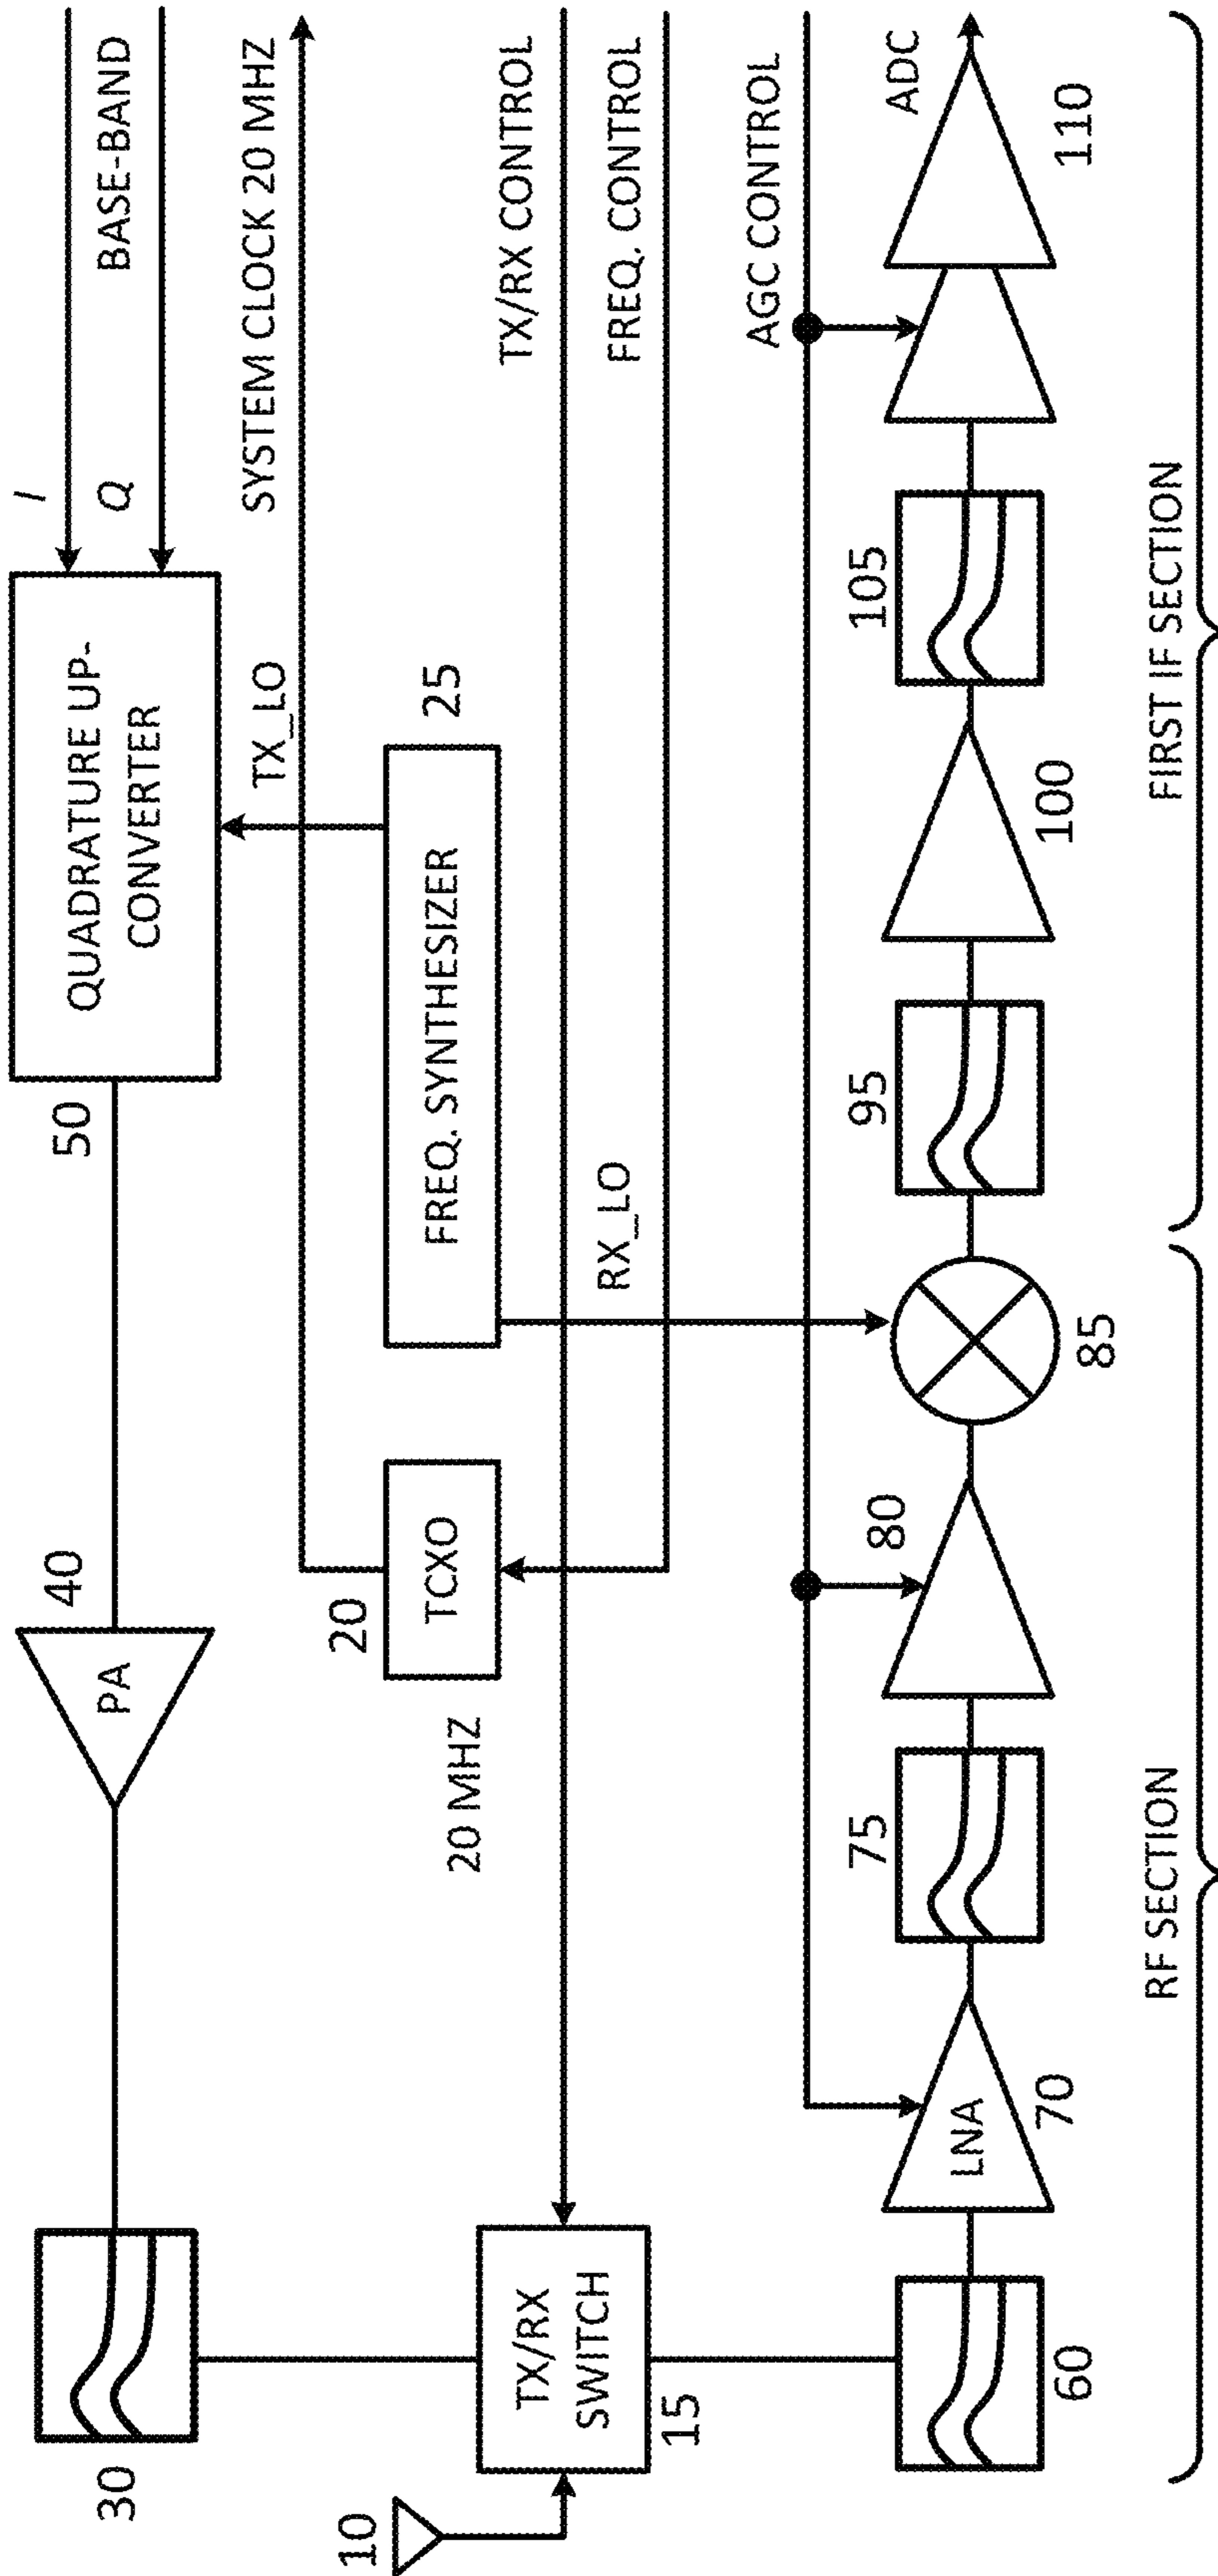 I
Q
BASE-BAND
QUADRATURE UP-
CONVERTER
50
40
PA
30
SYSTEM CLOCK 20 MHZ
TX_LO
25
FREQ. SYNTHESIZER
20
TCXO
20 MHZ
TX/RX CONTROL
FREQ. CONTROL
RX_LO
10
TX/RX
SWITCH
15
AGC CONTROL
60
LNA
70
75
80
85
95
100
105
110
ADC
RF SECTION
FIRST IF SECTION